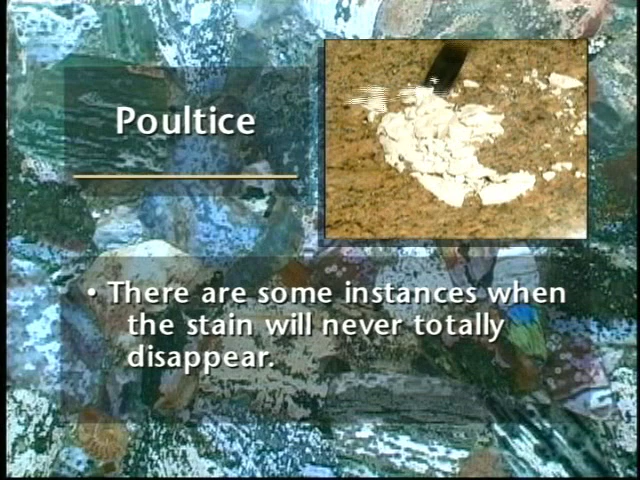 Poultice
• There are some instances when
the stain will never totally
disappear.